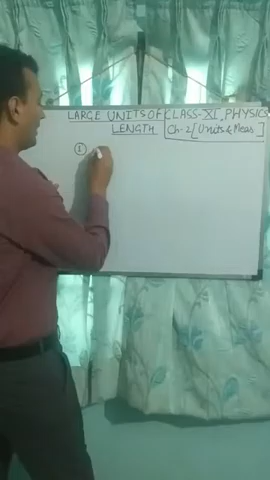 LARGE UNITS OF
LENGTH
CLASS-XI, PHYSICS
Ch-2 [Units & Meas]
①